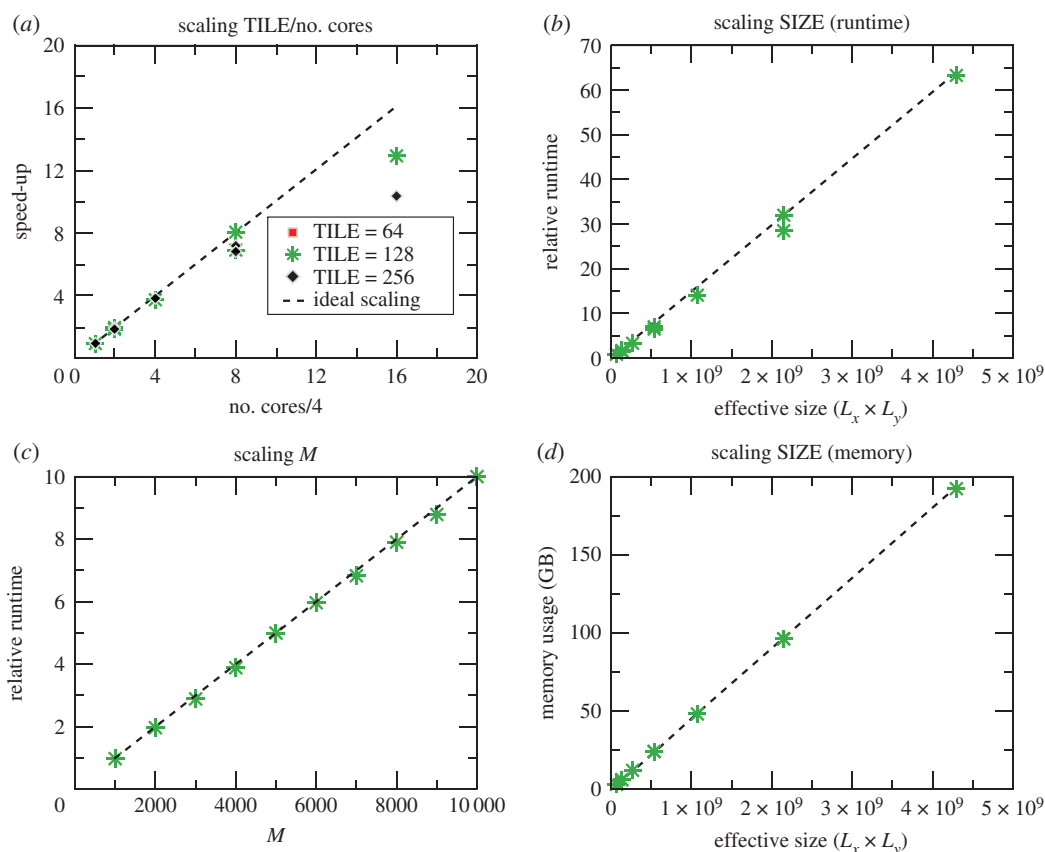 (a) scaling TILE/no. cores
20
16
12
8
4
0
speed-up
TILE = 64
TILE = 128
TILE = 256
ideal scaling
0 4 8 12 16 20
no. cores/4
(b) scaling SIZE (runtime)
70
60
50
40
30
20
10
0
relative runtime
0 1 × 10⁹ 2 × 10⁹ 3 × 10⁹ 4 × 10⁹ 5 × 10⁹
effective size (Lₓ × L_y)
(c) scaling M
10
8
6
4
2
relative runtime
0 2000 4000 6000 8000 10000
M
(d) scaling SIZE (memory)
200
150
100
50
0
memory usage (GB)
0 1 × 10⁹ 2 × 10⁹ 3 × 10⁹ 4 × 10⁹ 5 × 10⁹
effective size (Lₓ × L_y)